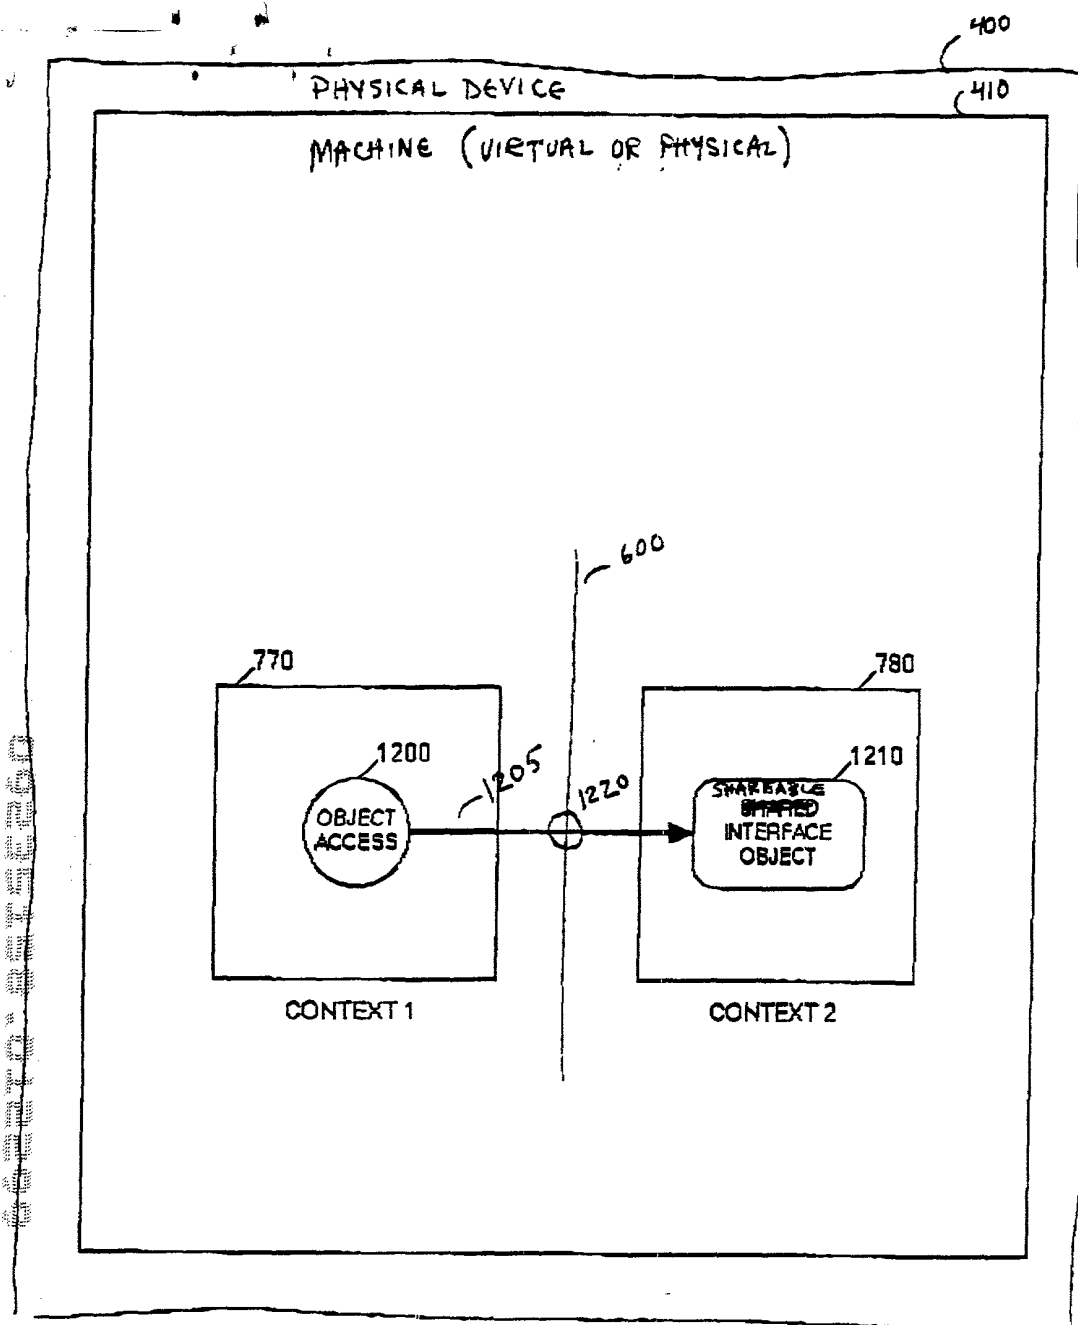 400
PHYSICAL DEVICE
410
MACHINE (VIRTUAL OR PHYSICAL)
600
770
780
1200
1205
1220
1210
OBJECT
ACCESS
SHAREABLE
SHARED
INTERFACE
OBJECT
CONTEXT 1
CONTEXT 2